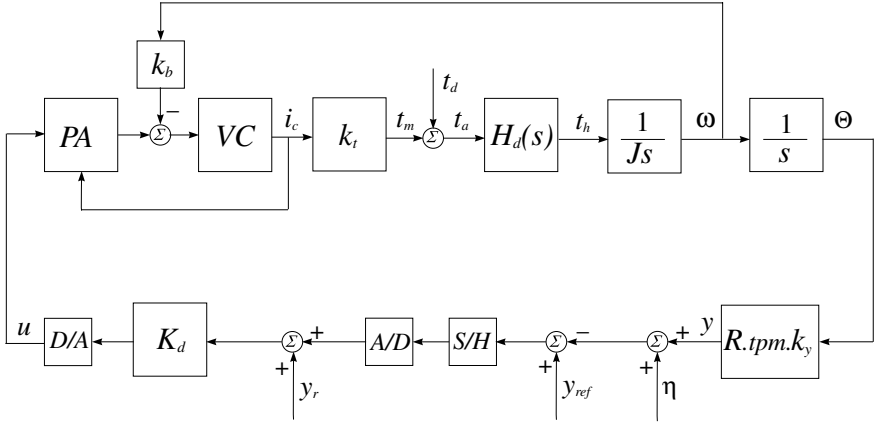 k_b
−
t_d
PA
Σ
VC
i_c
k_t
t_m
Σ
t_a
H_d(s)
t_h
1
Js
ω
1
s
Θ
u
D/A
K_d
Σ
+
+
y_r
A/D
S/H
Σ
−
+
y_ref
Σ
+
+
η
y
R.tpm.k_y